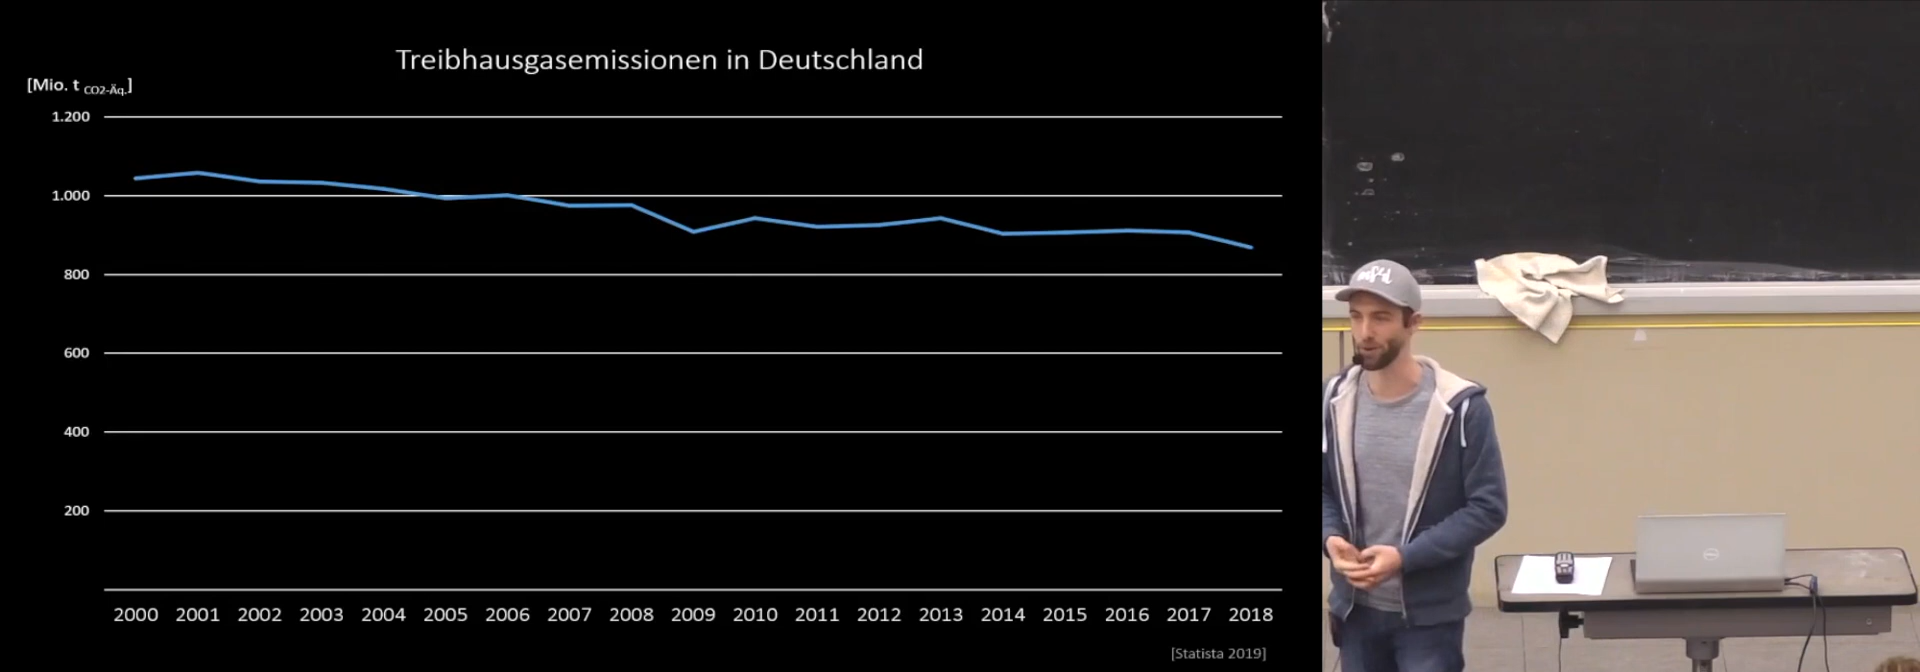 Treibhausgasemissionen in Deutschland
[Mio. t CO2-Äq.]
1.200
1.000
800
600
400
200
2000 2001 2002 2003 2004 2005 2006 2007 2008 2009 2010 2011 2012 2013 2014 2015 2016 2017 2018
[Statista 2019]
DELL